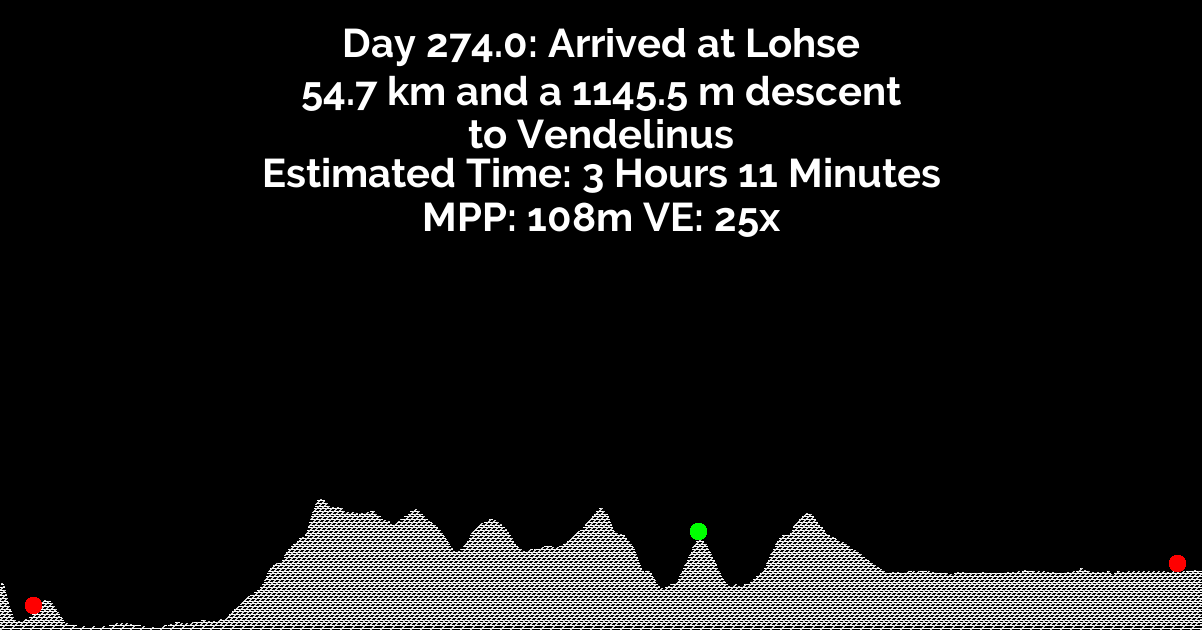 Day 274.0: Arrived at Lohse
54.7 km and a 1145.5 m descent
to Vendelinus
Estimated Time: 3 Hours 11 Minutes
MPP: 108m VE: 25x